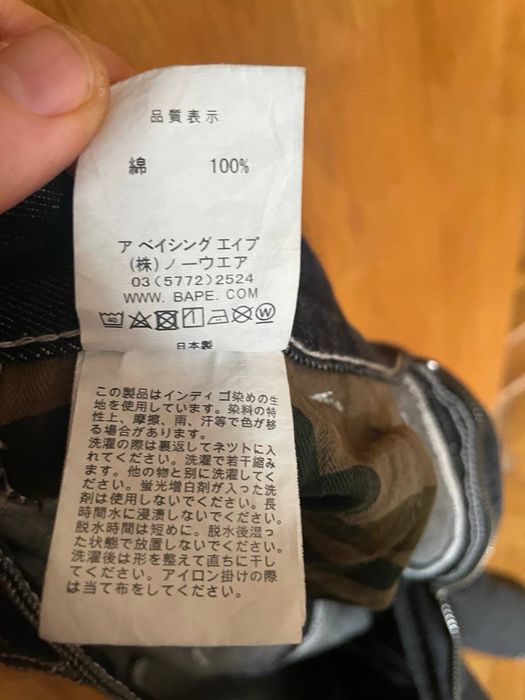 品質表示
綿 100%
ア ベイシング エイプ
(株)ノーウエア
03(5772)2524
WWW. BAPE. COM
40 W
日本製
この製品はインディゴ染めの生
地を使用しています。染料の特
性上、摩擦、雨、汗等で色が移
る場合があります。
洗濯の際は裏返してネットに入
れてください。洗濯で若干縮み
ます。他の物と別に洗濯してく
ださい。蛍光増白剤が入った洗
剤は使用しないでください。長
時間水に浸漬しないでください。
脱水時間は短めに。脱水後湿っ
た状態で放置しないでください。
洗濯後は形を整えて直ちに干し
てください。アイロン掛けの際
は当て布をしてください。